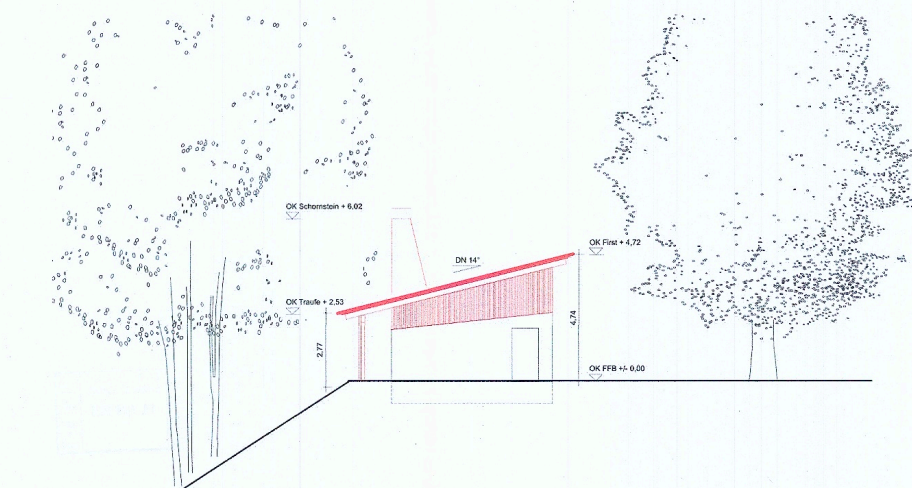 OK Schornstein + 6,02
OK First + 4,72
DN 14°
OK Traufe + 2,53
2,77
4,74
OK FFB +/- 0,00